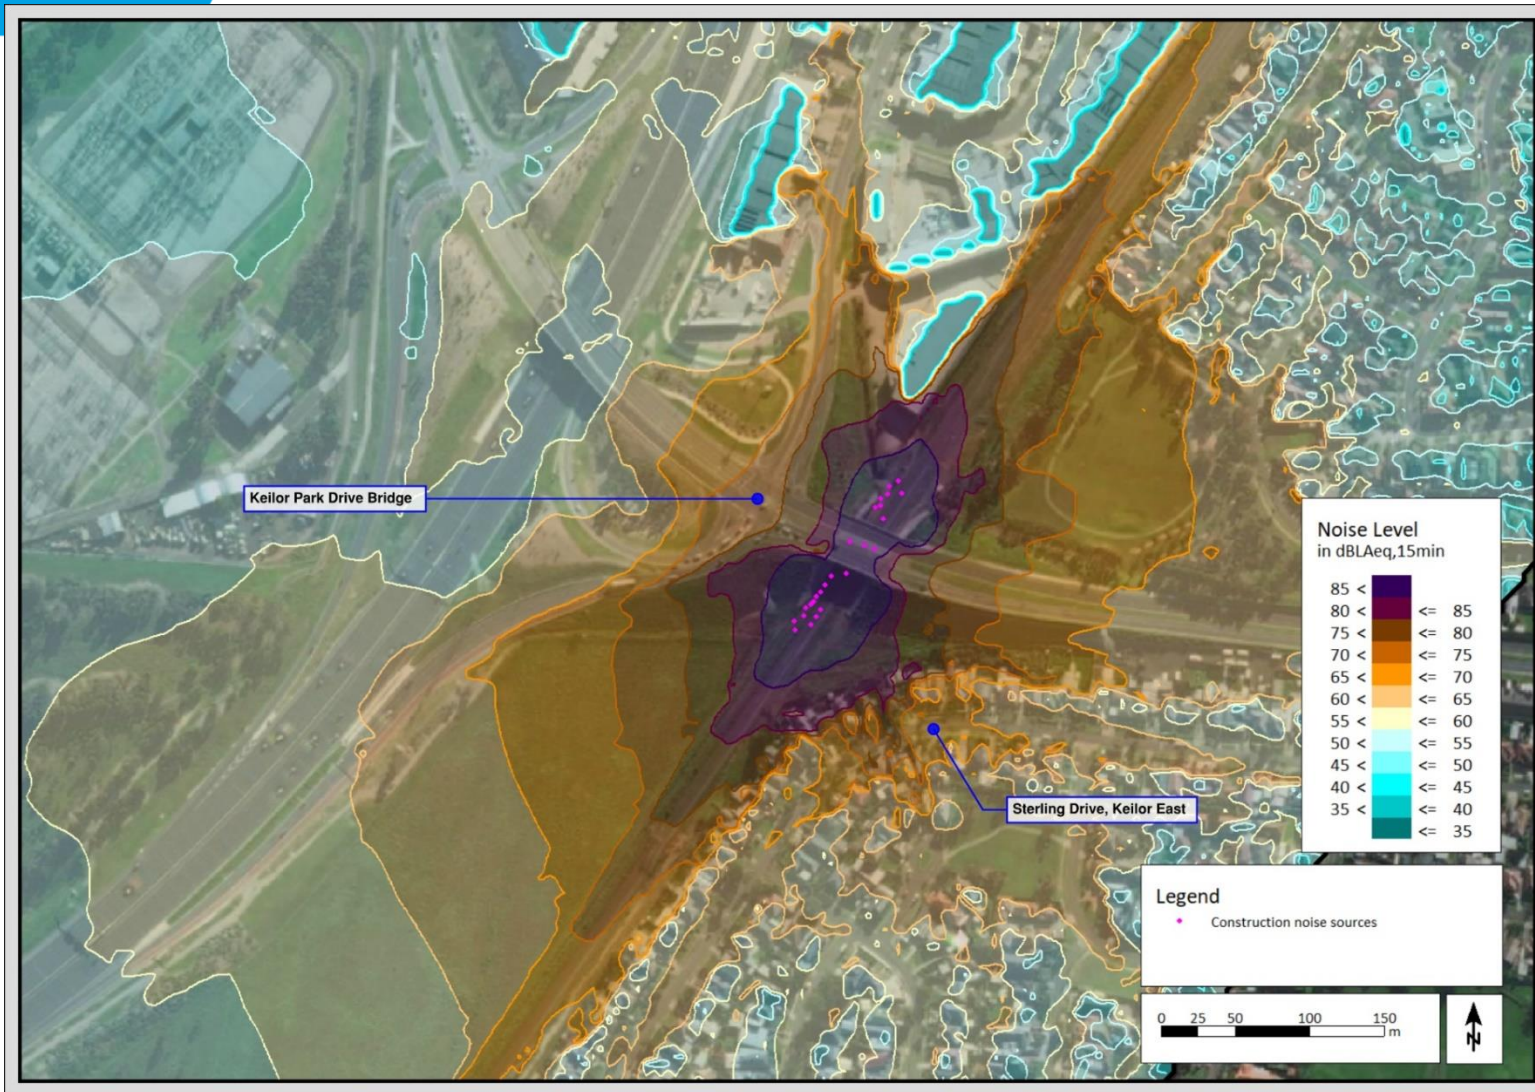 Keilor Park Drive Bridge
Sterling Drive, Keilor East
Noise Level
in dBLAeq,15min
85 <
80 < <= 85
75 < <= 80
70 < <= 75
65 < <= 70
60 < <= 65
55 < <= 60
50 < <= 55
45 < <= 50
40 < <= 45
35 < <= 40
<= 35
Legend
Construction noise sources
0 25 50 100 150
m
N